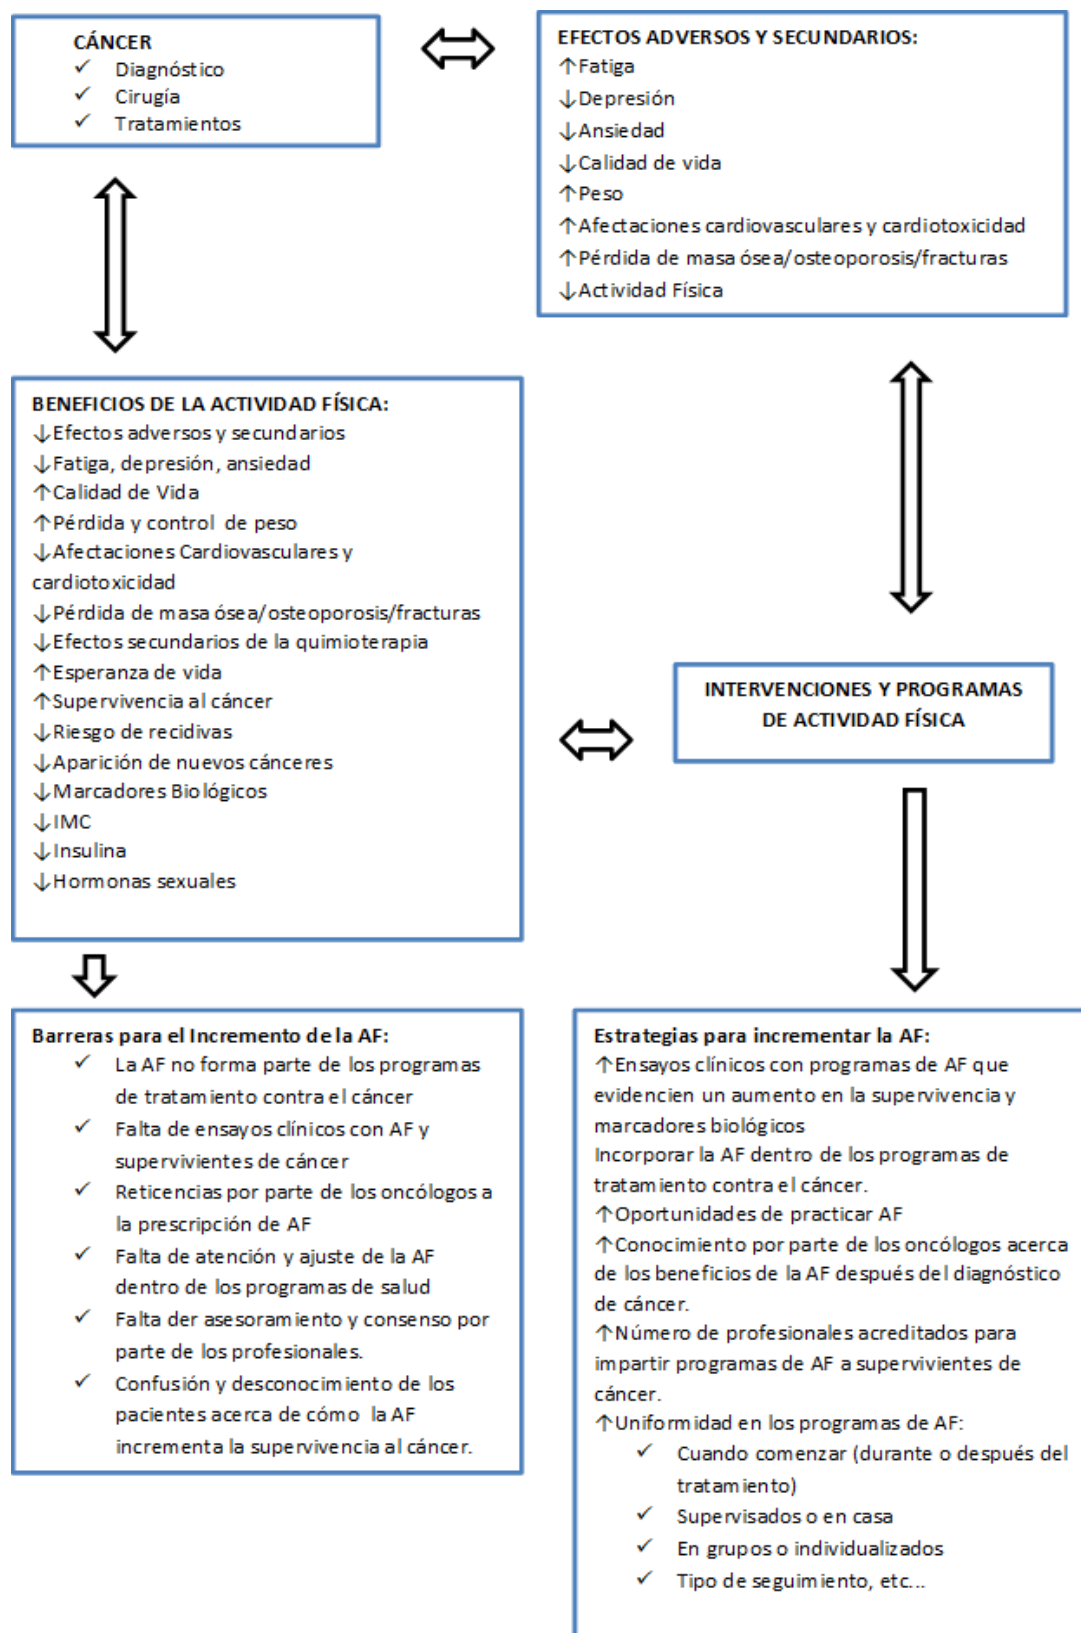 CÁNCER
✓ Diagnóstico
✓ Cirugía
✓ Tratamientos
EFECTOS ADVERSOS Y SECUNDARIOS:
↑Fatiga
↓Depresión
↓Ansiedad
↓Calidad de vida
↑Peso
↑Afectaciones cardiovasculares y cardiotoxicidad
↑Pérdida de masa ósea/osteoporosis/fracturas
↓Actividad Física
BENEFICIOS DE LA ACTIVIDAD FÍSICA:
↓Efectos adversos y secundarios
↓Fatiga, depresión, ansiedad
↑Calidad de Vida
↑Pérdida y control de peso
↓Afectaciones Cardiovasculares y
cardiotoxicidad
↓Pérdida de masa ósea/osteoporosis/fracturas
↓Efectos secundarios de la quimioterapia
↑Esperanza de vida
↑Supervivencia al cáncer
↓Riesgo de recidivas
↓Aparición de nuevos cánceres
↓Marcadores Biológicos
↓IMC
↓Insulina
↓Hormonas sexuales
INTERVENCIONES Y PROGRAMAS
DE ACTIVIDAD FÍSICA
Barreras para el Incremento de la AF:
✓ La AF no forma parte de los programas
de tratamiento contra el cáncer
✓ Falta de ensayos clínicos con AF y
supervivientes de cáncer
✓ Reticencias por parte de los oncólogos a
la prescripción de AF
✓ Falta de atención y ajuste de la AF
dentro de los programas de salud
✓ Falta der asesoramiento y consenso por
parte de los profesionales.
✓ Confusión y desconocimiento de los
pacientes acerca de cómo la AF
incrementa la supervivencia al cáncer.
Estrategias para incrementar la AF:
↑Ensayos clínicos con programas de AF que
evidencien un aumento en la supervivencia y
marcadores biológicos
Incorporar la AF dentro de los programas de
tratamiento contra el cáncer.
↑Oportunidades de practicar AF
↑Conocimiento por parte de los oncólogos acerca
de los beneficios de la AF después del diagnóstico
de cáncer.
↑Número de profesionales acreditados para
impartir programas de AF a supervivientes de
cáncer.
↑Uniformidad en los programas de AF:
✓ Cuando comenzar (durante o después del
tratamiento)
✓ Supervisados o en casa
✓ En grupos o individualizados
✓ Tipo de seguimiento, etc...